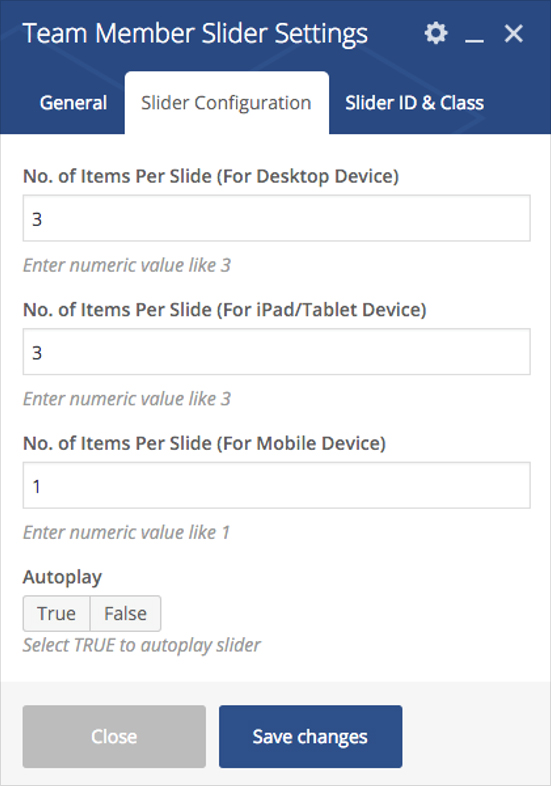 Team Member Slider Settings
General Slider Configuration Slider ID & Class
No. of Items Per Slide (For Desktop Device)
3
Enter numeric value like 3
No. of Items Per Slide (For iPad/Tablet Device)
3
Enter numeric value like 3
No. of Items Per Slide (For Mobile Device)
1
Enter numeric value like 1
Autoplay
True False
Select TRUE to autoplay slider
Close Save changes